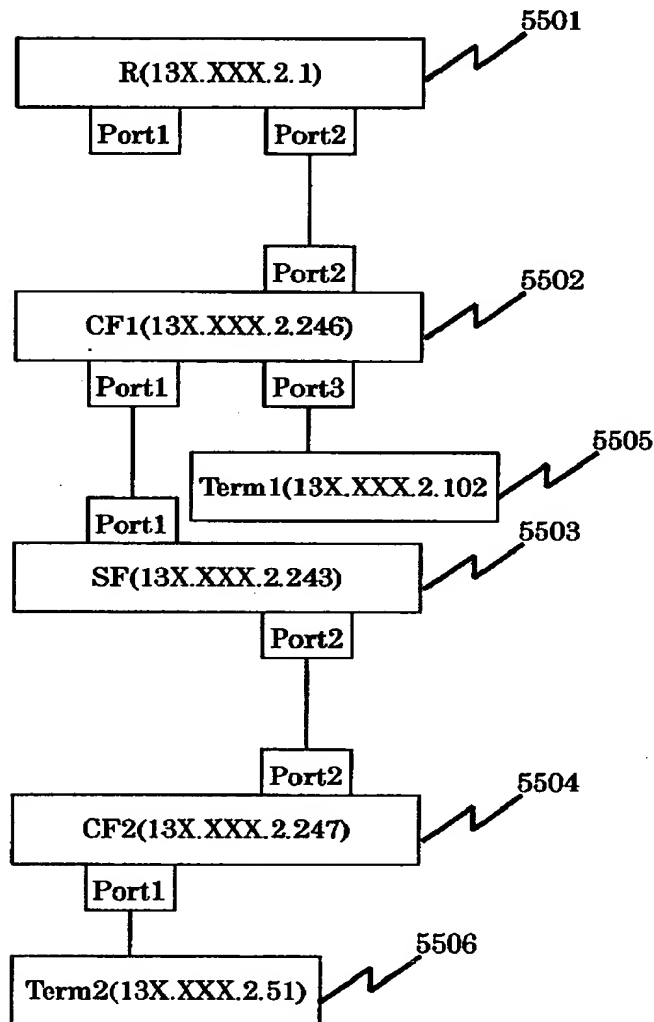 5501
R(13X.XXX.2.1)
Port1 Port2
Port2
5502
CF1(13X.XXX.2.246)
Port1 Port3
5505
Term1(13X.XXX.2.102
Port1
5503
SF(13X.XXX.2.243)
Port2
Port2
5504
CF2(13X.XXX.2.247)
Port1
5506
Term2(13X.XXX.2.51)